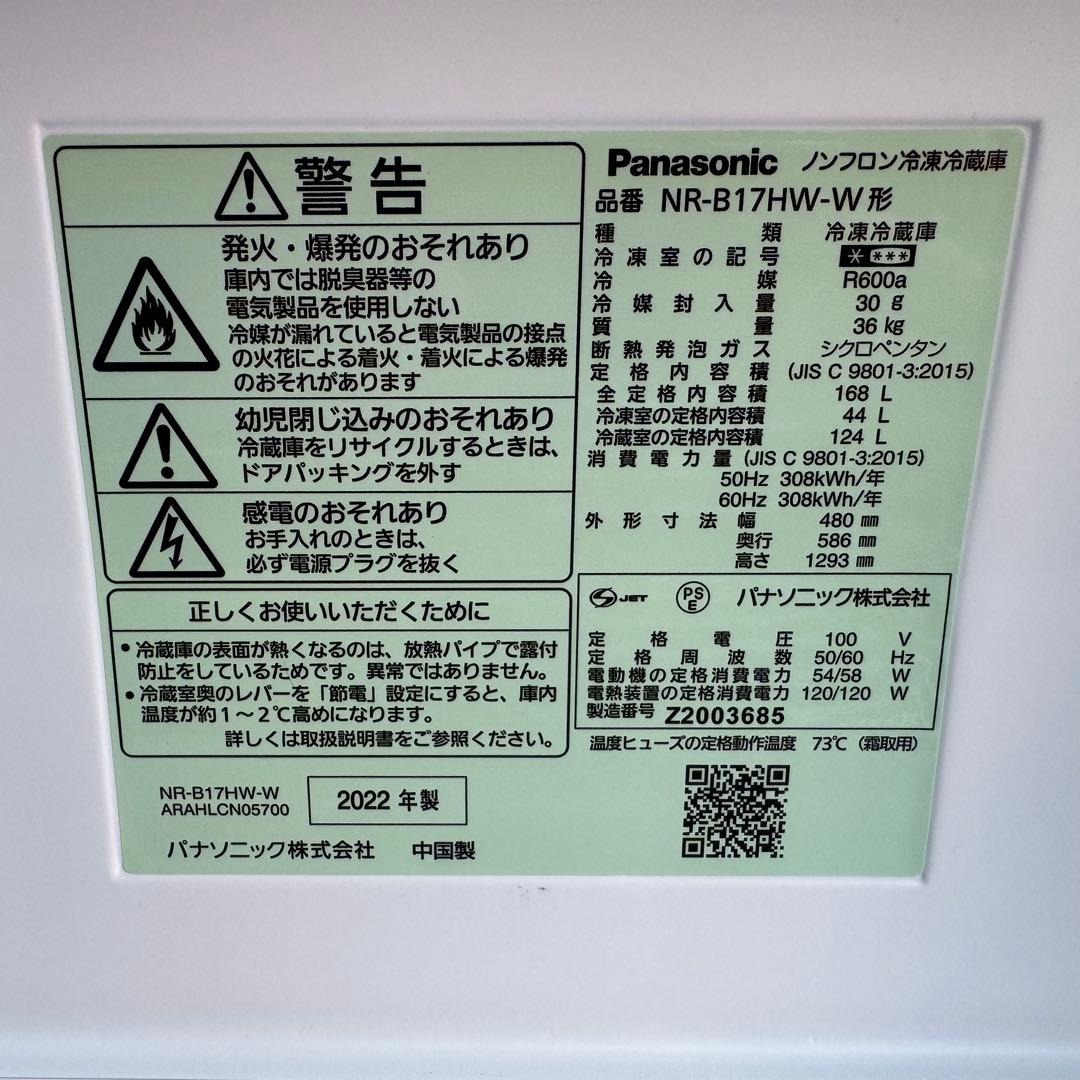 警告
発火・爆発のおそれあり
庫内では脱臭器等の
電気製品を使用しない
冷媒が漏れていると電気製品の接点
の火花による着火・着火による爆発
のおそれがあります
幼児閉じ込みのおそれあり
冷蔵庫をリサイクルするときは、
ドアパッキングを外す
感電のおそれあり
お手入れのときは、
必ず電源プラグを抜く
正しくお使いいただくために
•冷蔵庫の表面が熱くなるのは、放熱パイプで露付
防止をしているためです。異常ではありません。
•冷蔵室奥のレバーを「節電」設定にすると、庫内
温度が約1~2℃高めになります。
詳しくは取扱説明書をご参照ください。
NR-B17HW-W
ARAHLCN05700
2022 年製
パナソニック株式会社 中国製
Panasonic ノンフロン冷凍冷蔵庫
品番 NR-B17HW-W形
種類 冷凍冷蔵庫
冷凍室の記号 * ***
冷媒 R600a
冷媒封入量 30 g
質量 36 kg
断熱発泡ガス シクロペンタン
定格内容積 (JIS C 9801-3:2015)
全定格内容積 168 L
冷凍室の定格内容積 44 L
冷蔵室の定格内容積 124 L
消費電力量 (JIS C 9801-3:2015)
50Hz 308kWh/年
60Hz 308kWh/年
外形寸法幅 480 mm
奥行 586 mm
高さ 1293 mm
JET PS E パナソニック株式会社
定格電圧 100 V
定格周波数 50/60 Hz
電動機の定格消費電力 54/58 W
電熱装置の定格消費電力 120/120 W
製造番号 Z2003685
温度ヒューズの定格動作温度 73℃ (霜取用)